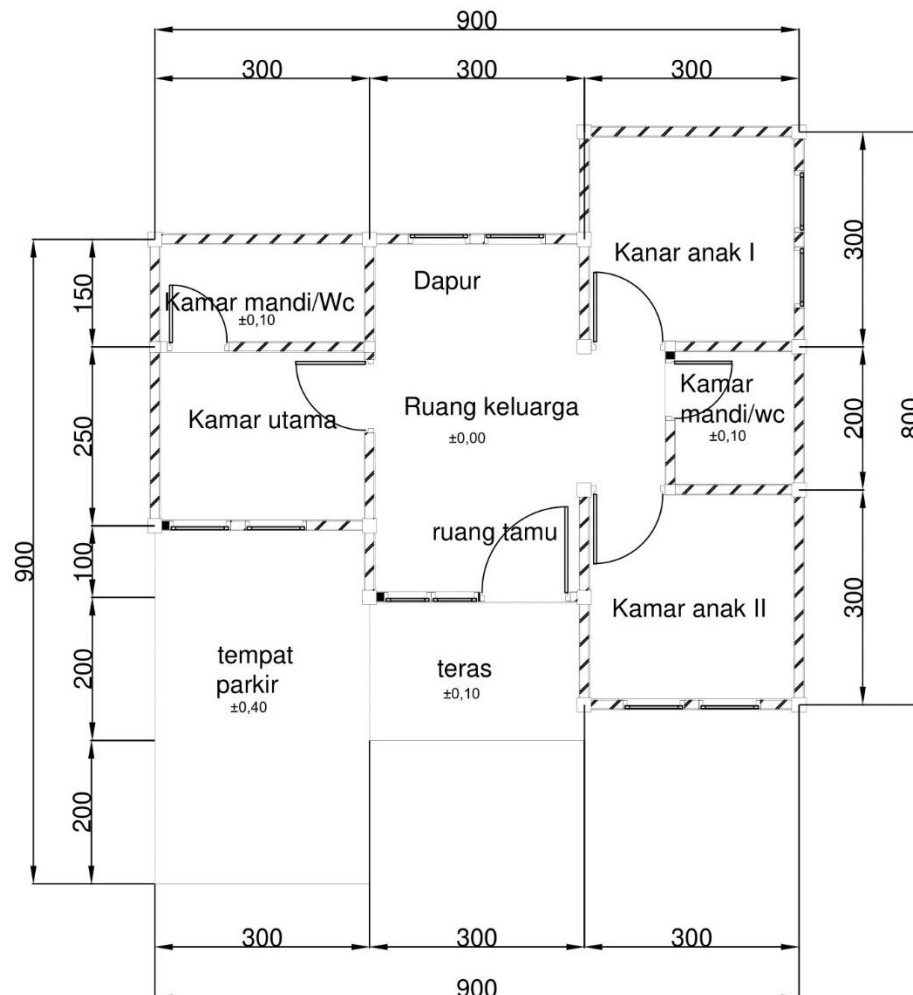 900
300
300
300
Kanar anak I
300
150
Kamar mandi/Wc
±0,10
Dapur
250
Kamar utama
Ruang keluarga
±0,00
Kamar
mandi/wc
±0,10
200
800
900
100
ruang tamu
Kamar anak II
300
200
tempat
parkir
±0,40
teras
±0,10
200
300
300
300
900